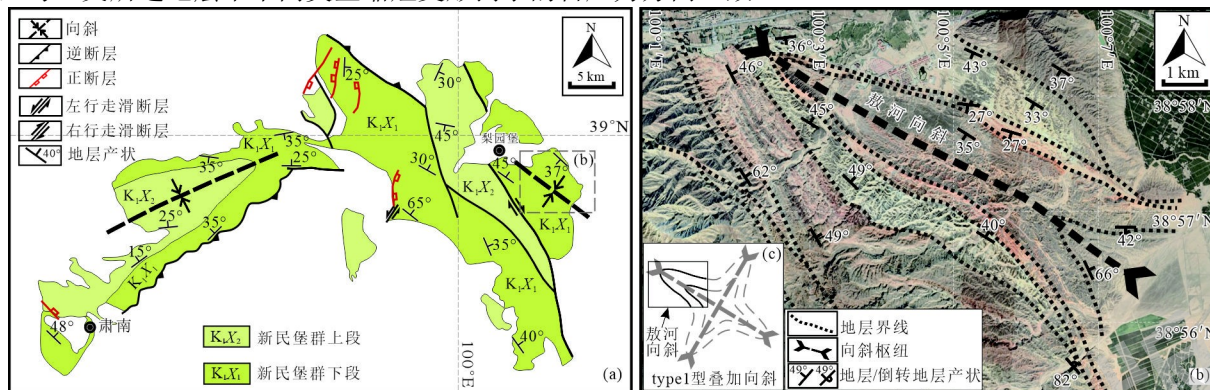 向斜
逆断层
正断层
左行走滑断层
右行走滑断层
40° 地层产状
N
5 km
25°
30°
39°N
45°
梨园堡
45°
37°
(b)
K₁X₁
35°
35°
25°
K₁X₁
35°
K₁X₂
25°
35°
15°
K₁X₁
30°
K₁X₂
65°
35°
K₁X₁
K₁X₁
48°
肃南
40°
K₁X₂ 新民堡群上段
K₁X₁ 新民堡群下段
100°E
(a)
100°1′E
100°3′E
100°5′E
100°7′E
N
1 km
36°
46°
43°
37°
38°58′N
45°
敖河向斜
27°
33°
27°
35°
62°
49°
49°
40°
38°57′N
42°
66°
(c)
敖河
向斜
type1型叠加向斜
地层界线
向斜枢纽
49° 49° 地层/倒转地层产状
38°56′N
82°
(b)